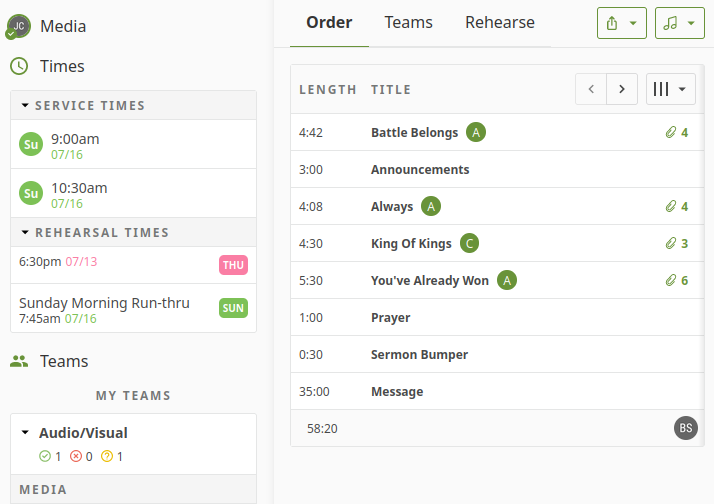 JC Media
Times
SERVICE TIMES
Su 9:00am
07/16
Su 10:30am
07/16
REHEARSAL TIMES
6:30pm 07/13 THU
Sunday Morning Run-thru
7:45am 07/16 SUN
Teams
MY TEAMS
Audio/Visual
1 0 ? 1
MEDIA
Order Teams Rehearse
LENGTH TITLE
4:42 Battle Belongs A 4
3:00 Announcements
4:08 Always A 4
4:30 King Of Kings C 3
5:30 You've Already Won A 6
1:00 Prayer
0:30 Sermon Bumper
35:00 Message
58:20 BS